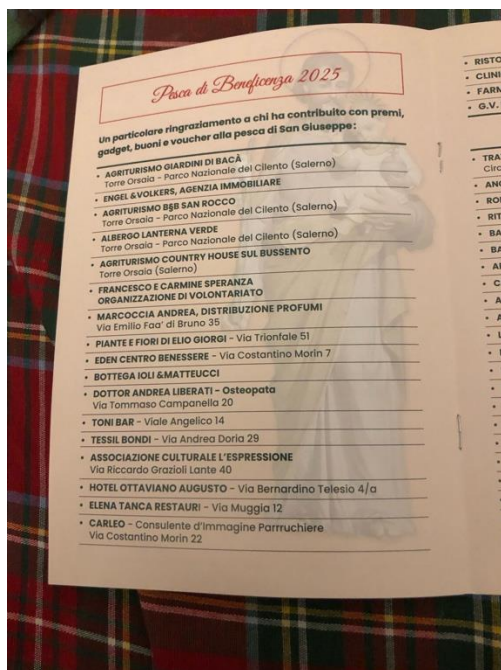 Pesca di Beneficenza 2025
Un particolare ringraziamento a chi ha contribuito con premi,
gadget, buoni e voucher alla pesca di San Giuseppe:
• AGRITURISMO GIARDINI DI BACÀ
Torre Orsaia - Parco Nazionale del Cilento (Salerno)
• ENGEL &VOLKERS, AGENZIA IMMOBILIARE
• AGRITURISMO B§B SAN ROCCO
Torre Orsaia - Parco Nazionale del Cilento (Salerno)
• ALBERGO LANTERNA VERDE
Torre Orsaia - Parco Nazionale del Cilento (Salerno)
• AGRITURISMO COUNTRY HOUSE SUL BUSSENTO
Torre Orsaia (Salerno)
• FRANCESCO E CARMINE SPERANZA
ORGANIZZAZIONE DI VOLONTARIATO
• MARCOCCIA ANDREA, DISTRIBUZIONE PROFUMI
Via Emilio Faa' di Bruno 35
• PIANTE E FIORI DI ELIO GIORGI - Via Trionfale 51
• EDEN CENTRO BENESSERE - Via Costantino Morin 7
• BOTTEGA IOLI &MATTEUCCI
• DOTTOR ANDREA LIBERATI - Osteopata
Via Tommaso Campanella 20
• TONI BAR - Viale Angelico 14
• TESSIL BONDI - Via Andrea Doria 29
• ASSOCIAZIONE CULTURALE L'ESPRESSIONE
Via Riccardo Grazioli Lante 40
• HOTEL OTTAVIANO AUGUSTO - Via Bernardino Telesio 4/a
• ELENA TANCA RESTAURI - Via Muggia 12
• CARLEO - Consulente d'Immagine Parrruchiere
Via Costantino Morin 22
• RISTO
• CLINI
• FARM
• G.V.
• TRA
Circ
• ANG
• ROM
• RIT
• BA
• BA
• C